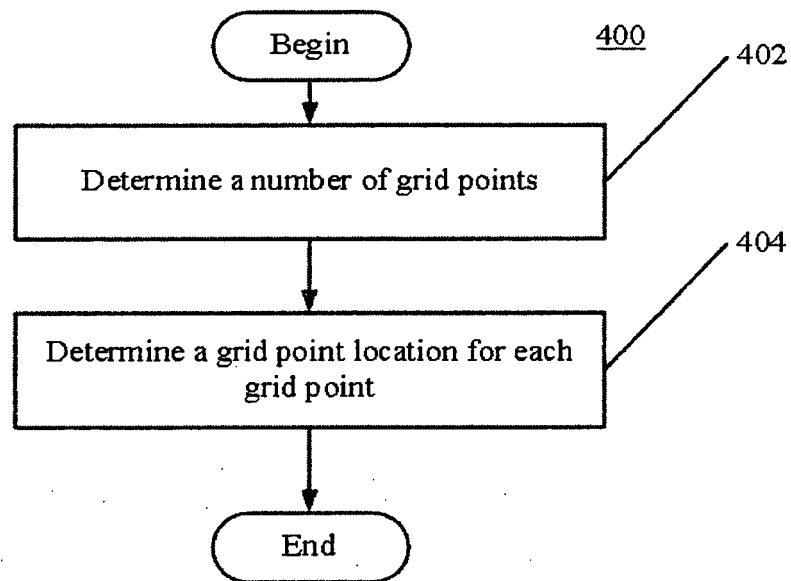 Begin
400
402
Determine a number of grid points
404
Determine a grid point location for each
grid point
End